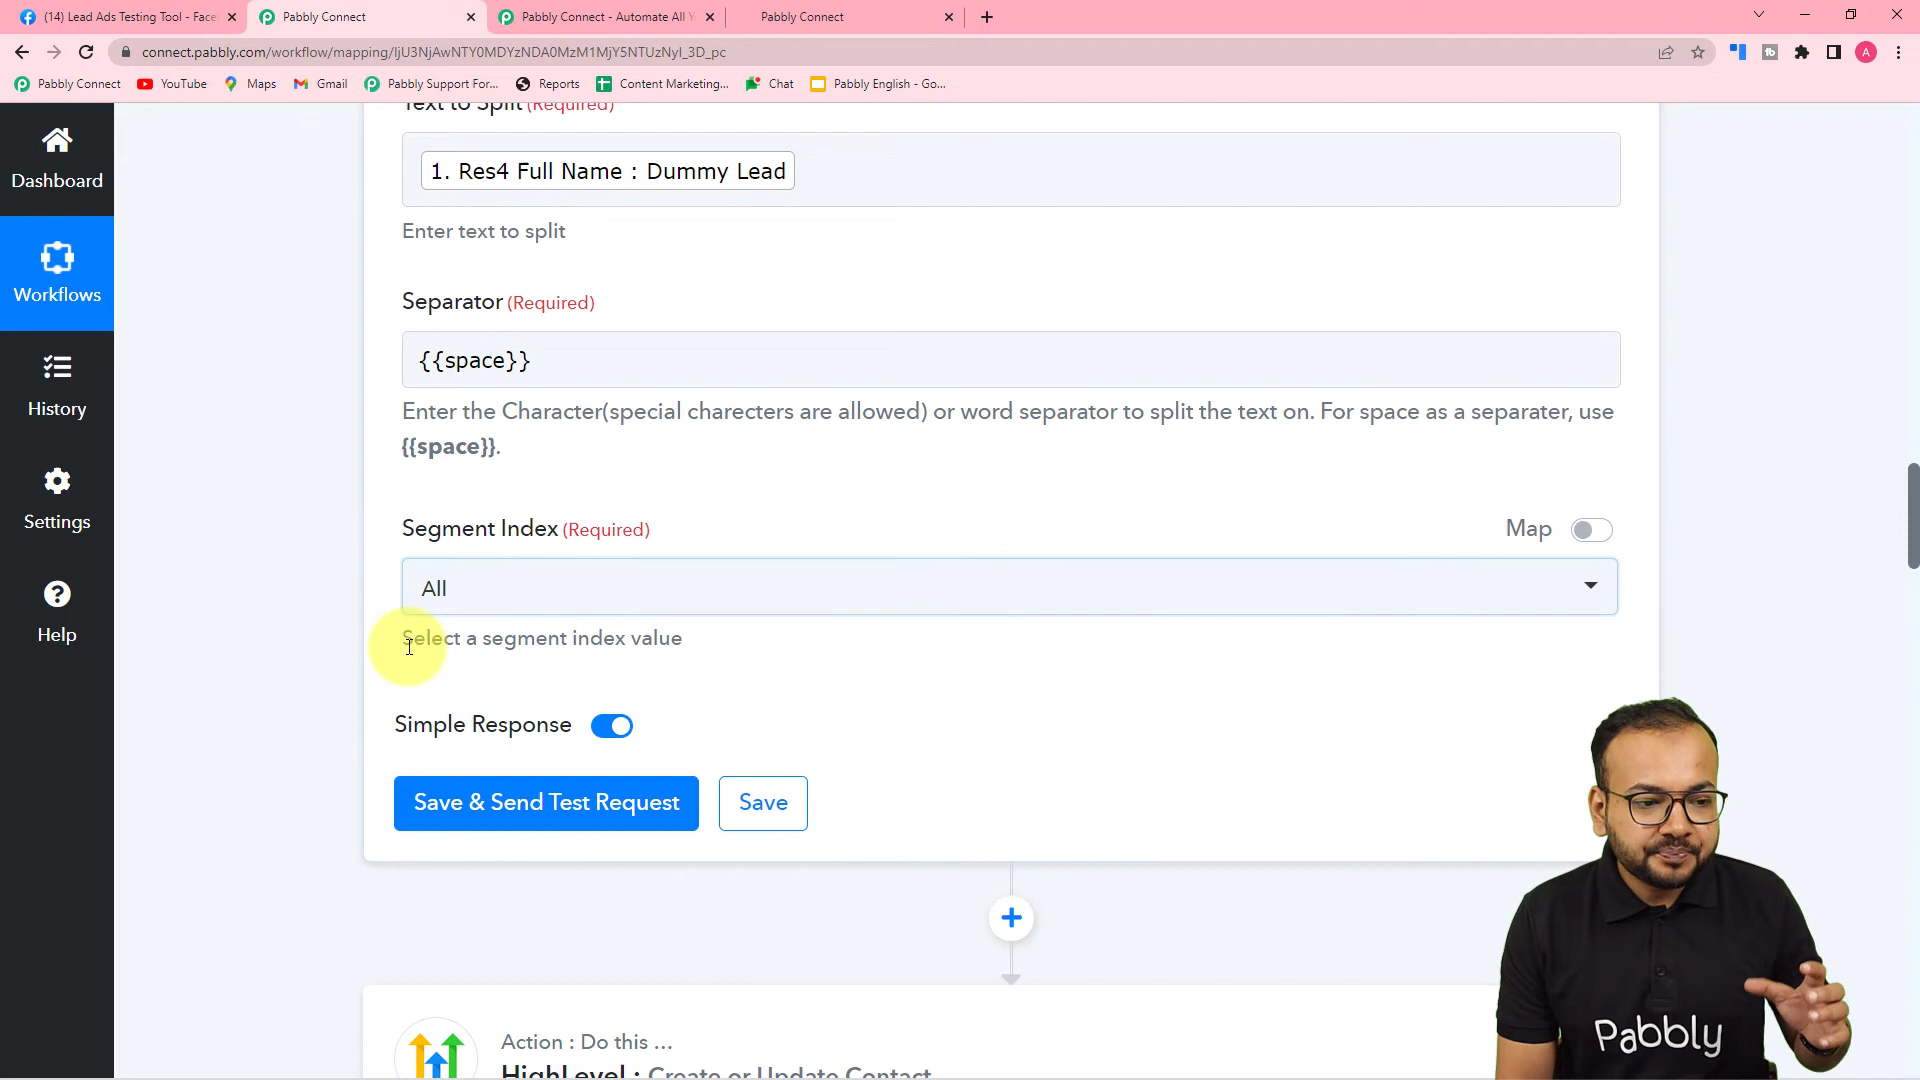 (14) Lead Ads Testing Tool - Face
Pabbly Connect
Pabbly Connect - Automate All Y
Pabbly Connect
connect.pabbly.com/workflow/mapping/
Pabbly Connect
YouTube
Maps
Gmail
Pabbly Support For...
Reports
Content Marketing...
Chat
Pabbly English - Go...
A
Text to Split (Required)
1. Res4 Full Name : Dummy Lead
Enter text to split
Separator (Required)
{{space}}
Enter the Character(special charecters are allowed) or word separator to split the text on. For space as a separater, use
{{space}}.
Segment Index (Required)
Map
All
Select a segment index value
Simple Response
Save & Send Test Request
Save
Action : Do this ...
HighLevel : Create or Update Contact
Dashboard
Workflows
History
Settings
Help
Pabbly